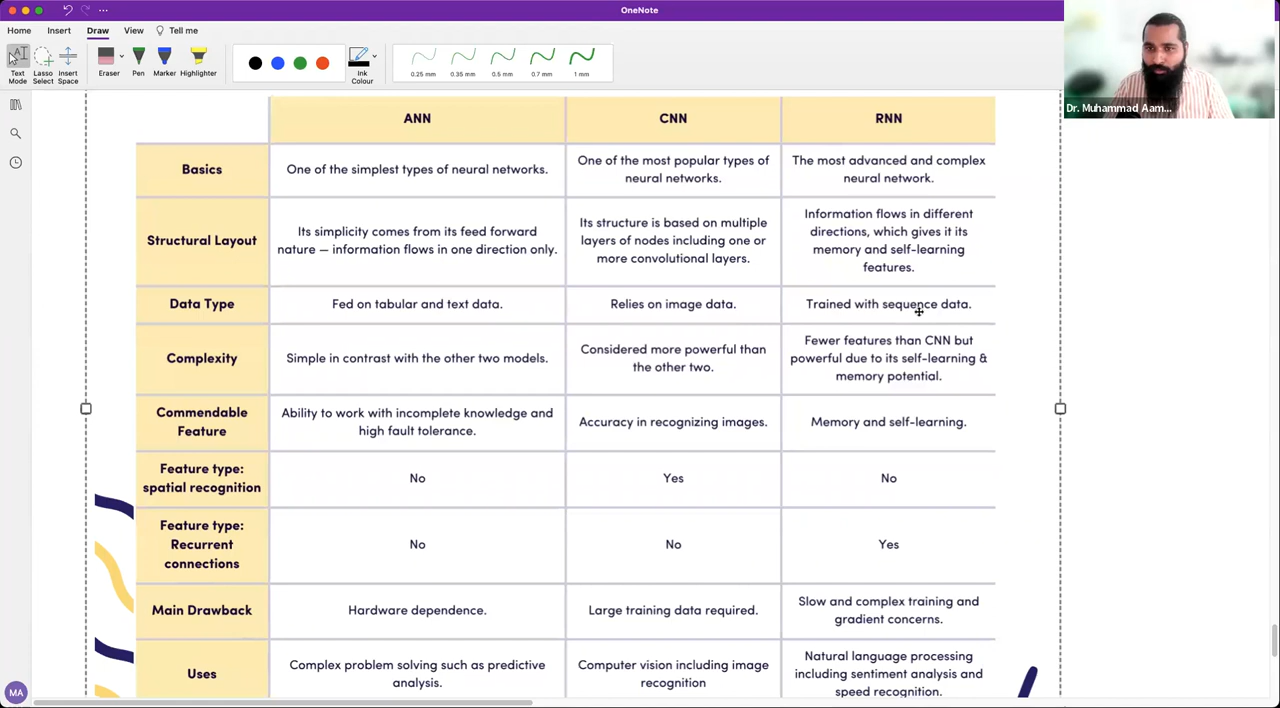 OneNote
Home
Insert
Draw
View
Tell me
Text Mode
Lasso Select
Insert Space
Eraser
Pen
Marker
Highlighter
Ink Colour
0.25 mm
0.35 mm
0.5 mm
0.7 mm
1 mm
Dr. Muhammad Aam...
ANN
CNN
RNN
Basics
One of the simplest types of neural networks.
One of the most popular types of
neural networks.
The most advanced and complex
neural network.
Structural Layout
Its simplicity comes from its feed forward
nature — information flows in one direction only.
Its structure is based on multiple
layers of nodes including one or
more convolutional layers.
Information flows in different
directions, which gives it its
memory and self-learning
features.
Data Type
Fed on tabular and text data.
Relies on image data.
Trained with sequence data.
Complexity
Simple in contrast with the other two models.
Considered more powerful than
the other two.
Fewer features than CNN but
powerful due to its self-learning &
memory potential.
Commendable
Feature
Ability to work with incomplete knowledge and
high fault tolerance.
Accuracy in recognizing images.
Memory and self-learning.
Feature type:
spatial recognition
No
Yes
No
Feature type:
Recurrent
connections
No
No
Yes
Main Drawback
Hardware dependence.
Large training data required.
Slow and complex training and
gradient concerns.
Uses
Complex problem solving such as predictive
analysis.
Computer vision including image
recognition
Natural language processing
including sentiment analysis and
speed recognition.
MA